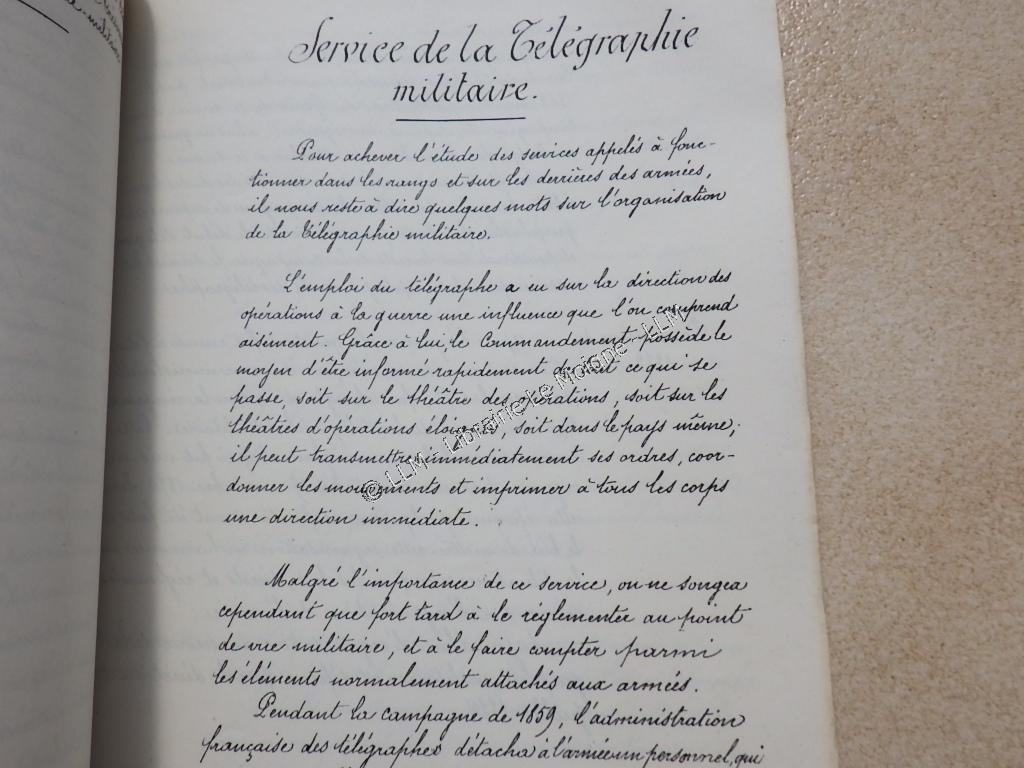 militaire
Service de la Télégraphie
militaire.
Pour achever l'étude des services appelés à fonc-
tionner dans les rangs et sur les derrières des armées,
il nous reste à dire quelques mots sur l'organisation
de la Télégraphie militaire.
L'emploi du télégraphe a eu sur la direction des
opérations à la guerre une influence que l'on comprend
aisément. Grâce à lui, le Commandement possède le
moyen d'être informé rapidement de tout ce qui se
passe, soit sur le théâtre des opérations, soit sur les
théâtres d'opérations éloignés, soit dans le pays même;
il peut transmettre immédiatement ses ordres, coor-
donner les mouvements et imprimer à tous les corps
une direction immédiate.
Malgré l'importance de ce service, on ne songea
cependant que fort tard à le réglementer au point
de vue militaire, et à le faire compter parmi
les éléments normalement attachés aux armées.
Pendant la campagne de 1859, l'administration
française des télégraphes détacha à l'armée un personnel, qui
© LLM - Librairie Le Moigne - LLM